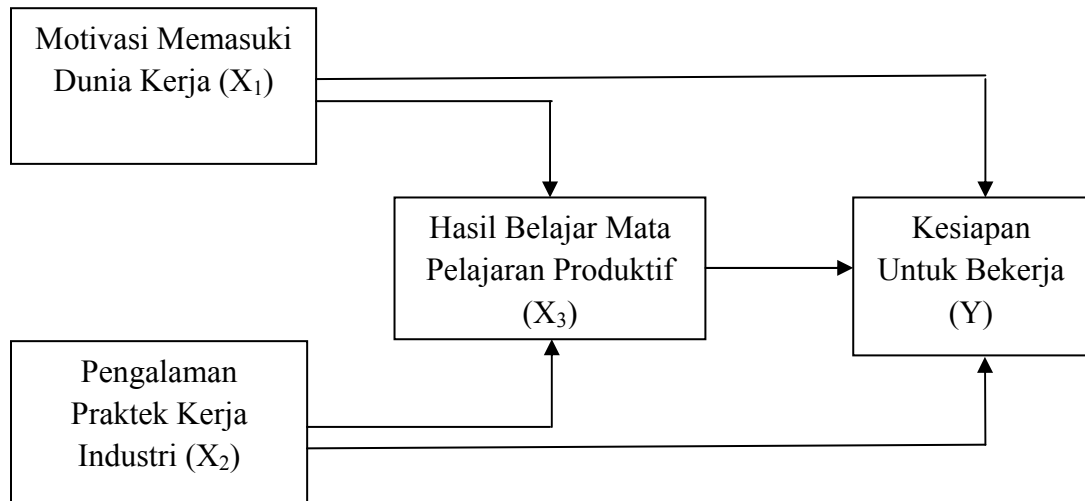 Motivasi Memasuki
Dunia Kerja (X₁)
Hasil Belajar Mata
Pelajaran Produktif
(X₃)
Kesiapan
Untuk Bekerja
(Y)
Pengalaman
Praktek Kerja
Industri (X₂)